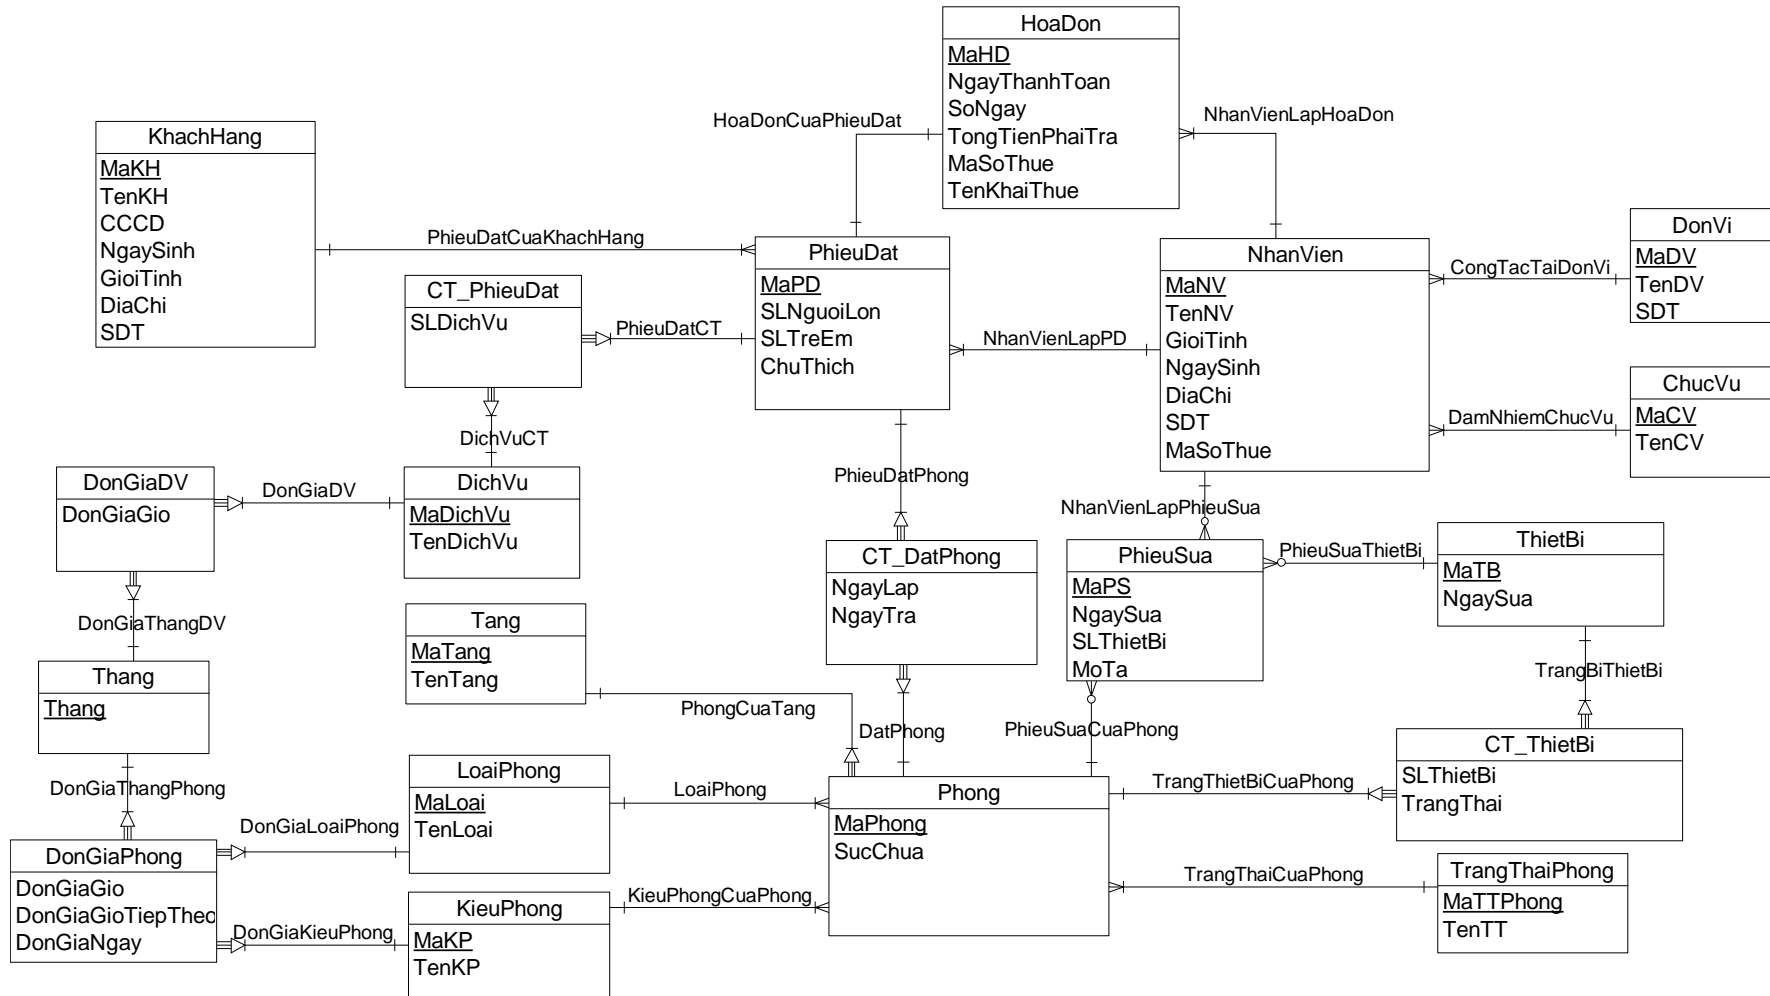 HoaDon
MaHD
NgayThanhToan
SoNgay
TongTienPhaiTra
MaSoThue
TenKhaiThue
HoaDonCuaPhieuDat
NhanVienLapHoaDon
KhachHang
MaKH
TenKH
CCCD
NgaySinh
GioiTinh
DiaChi
SDT
PhieuDatCuaKhachHang
PhieuDat
MaPD
SLNguoiLon
SLTreEm
ChuThich
NhanVien
MaNV
TenNV
GioiTinh
NgaySinh
DiaChi
SDT
MaSoThue
CongTacTaiDonVi
DonVi
MaDV
TenDV
SDT
CT_PhieuDat
SLDichVu
PhieuDatCT
NhanVienLapPD
DamNhiemChucVu
ChucVu
MaCV
TenCV
DichVuCT
DonGiaDV
DonGiaGio
DonGiaDV
DichVu
MaDichVu
TenDichVu
PhieuDatPhong
NhanVienLapPhieuSua
CT_DatPhong
NgayLap
NgayTra
PhieuSua
MaPS
NgaySua
SLThietBi
MoTa
PhieuSuaThietBi
ThietBi
MaTB
NgaySua
DonGiaThangDV
Tang
MaTang
TenTang
TrangBiThietBi
Thang
Thang
PhongCuaTang
DatPhong
PhieuSuaCuaPhong
CT_ThietBi
SLThietBi
TrangThai
DonGiaThangPhong
LoaiPhong
MaLoai
TenLoai
LoaiPhong
Phong
MaPhong
SucChua
TrangThietBiCuaPhong
DonGiaLoaiPhong
DonGiaPhong
DonGiaGio
DonGiaGioTiepTheo
DonGiaNgay
DonGiaKieuPhong
KieuPhong
MaKP
TenKP
KieuPhongCuaPhong
TrangThaiCuaPhong
TrangThaiPhong
MaTTPhong
TenTT